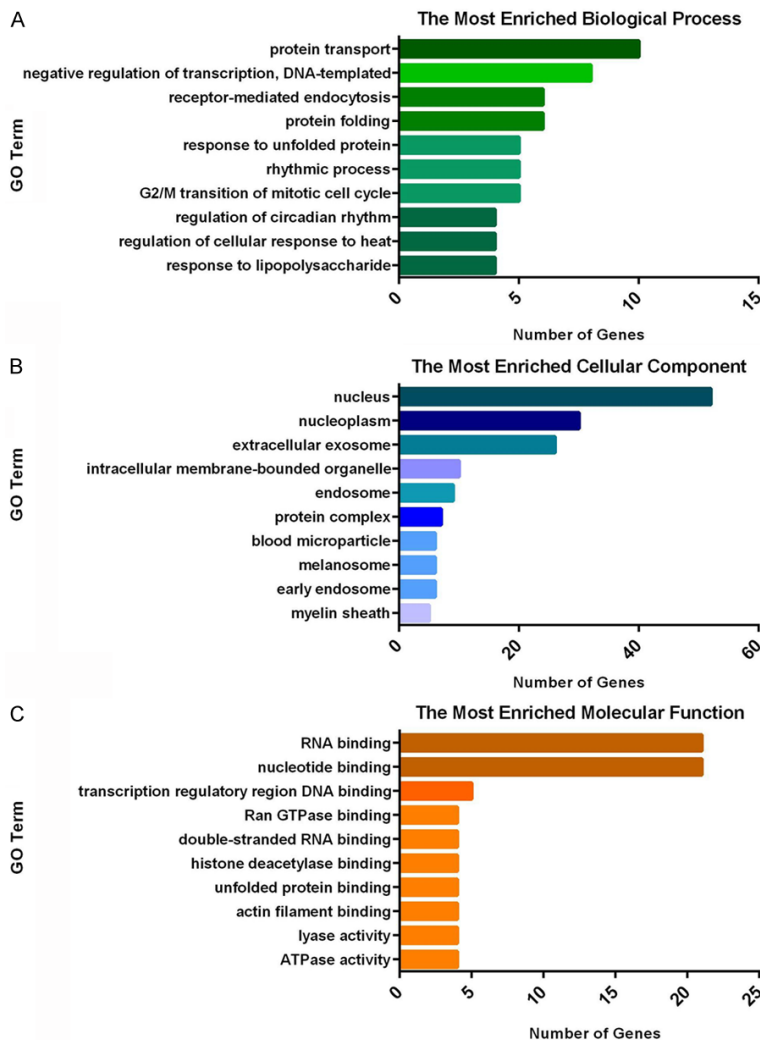 A
The Most Enriched Biological Process
GO Term
protein transport
negative regulation of transcription, DNA-templated
receptor-mediated endocytosis
protein folding
response to unfolded protein
rhythmic process
G2/M transition of mitotic cell cycle
regulation of circadian rhythm
regulation of cellular response to heat
response to lipopolysaccharide
0 5 10 15
Number of Genes
B
The Most Enriched Cellular Component
GO Term
nucleus
nucleoplasm
extracellular exosome
intracellular membrane-bounded organelle
endosome
protein complex
blood microparticle
melanosome
early endosome
myelin sheath
0 20 40 60
Number of Genes
C
The Most Enriched Molecular Function
GO Term
RNA binding
nucleotide binding
transcription regulatory region DNA binding
Ran GTPase binding
double-stranded RNA binding
histone deacetylase binding
unfolded protein binding
actin filament binding
lyase activity
ATPase activity
0 5 10 15 20 25
Number of Genes